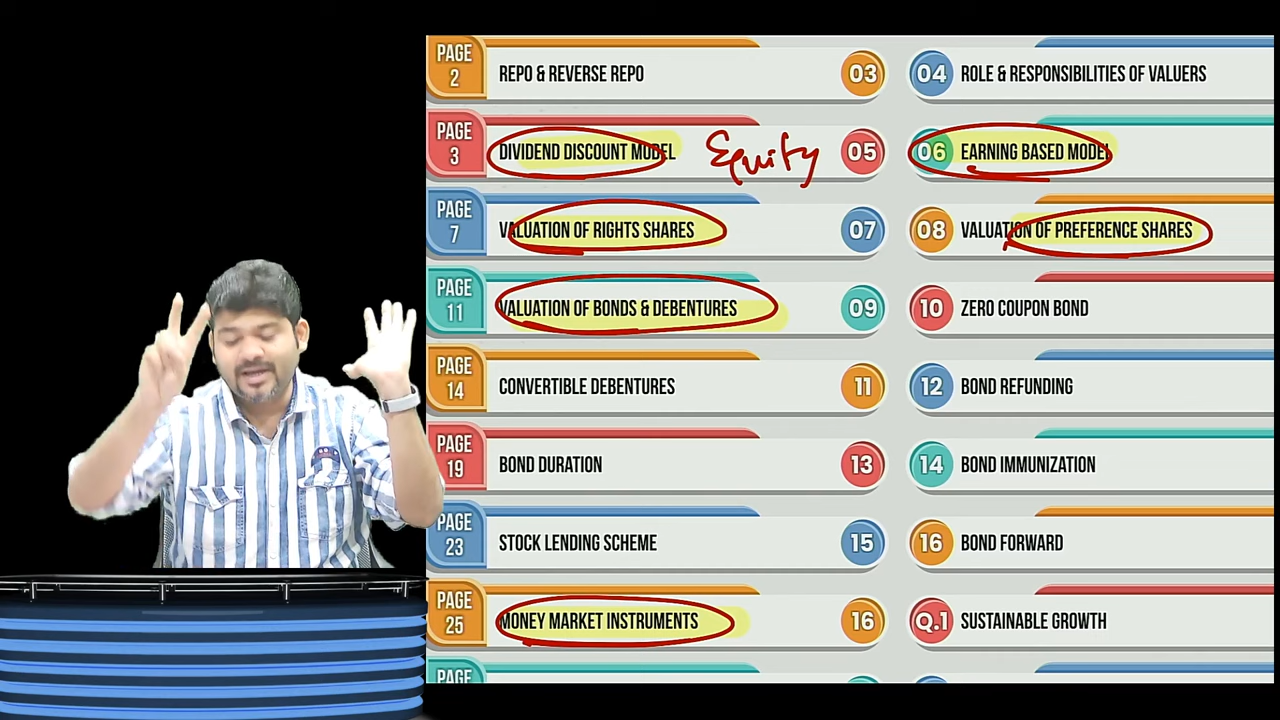 PAGE 2 REPO & REVERSE REPO 03 04 ROLE & RESPONSIBILITIES OF VALUERS
PAGE 3 DIVIDEND DISCOUNT MODEL Equity 05 06 EARNING BASED MODEL
PAGE 7 VALUATION OF RIGHTS SHARES 07 08 VALUATION OF PREFERENCE SHARES
PAGE 11 VALUATION OF BONDS & DEBENTURES 09 10 ZERO COUPON BOND
PAGE 14 CONVERTIBLE DEBENTURES 11 12 BOND REFUNDING
PAGE 19 BOND DURATION 13 14 BOND IMMUNIZATION
PAGE 23 STOCK LENDING SCHEME 15 16 BOND FORWARD
PAGE 25 MONEY MARKET INSTRUMENTS 16 Q.1 SUSTAINABLE GROWTH